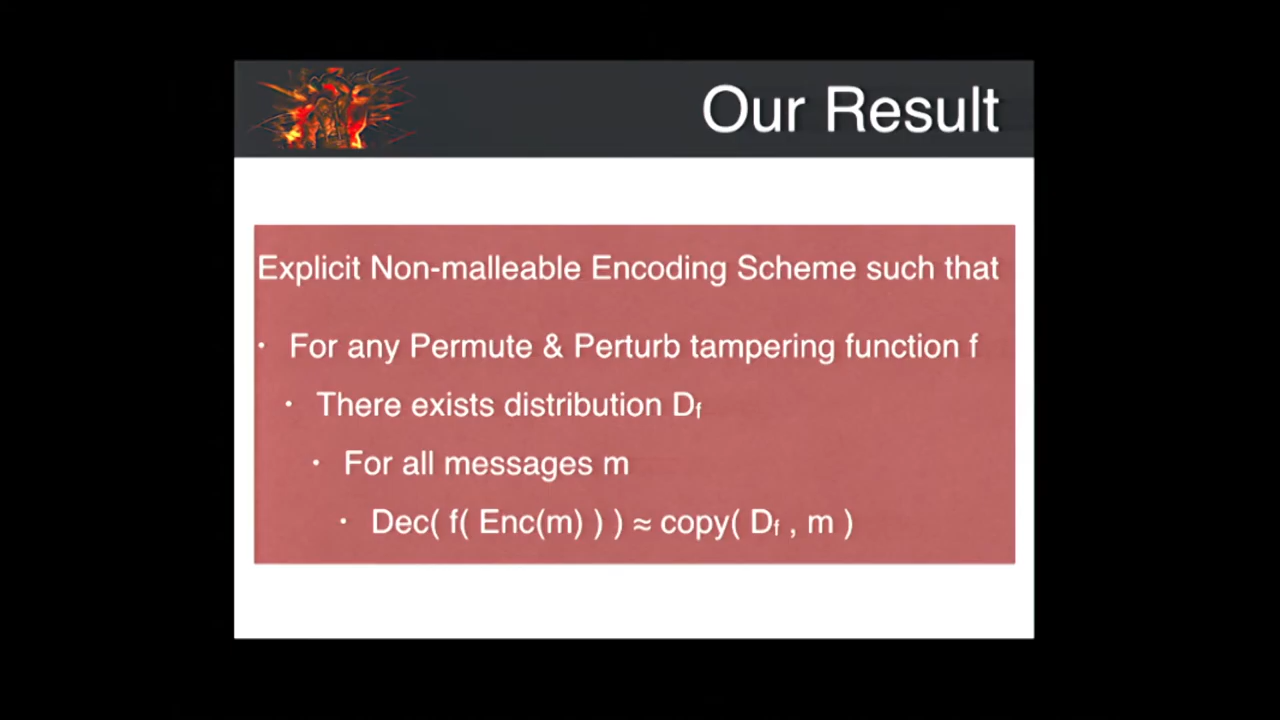 Our Result
Explicit Non-malleable Encoding Scheme such that
· For any Permute & Perturb tampering function f
· There exists distribution Df
· For all messages m
· Dec( f( Enc(m) ) ) ≈ copy( Df , m )